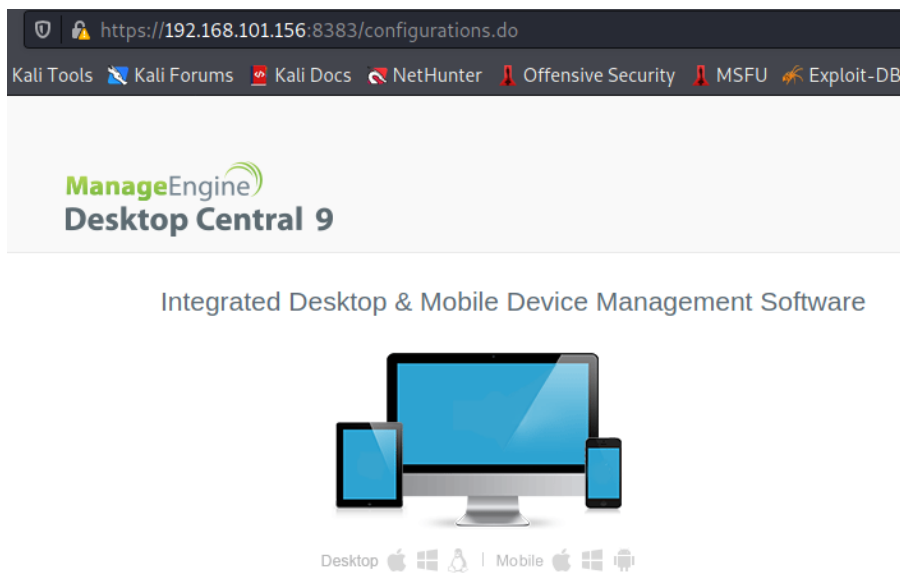 https://192.168.101.156:8383/configurations.do
Kali Tools Kali Forums Kali Docs NetHunter Offensive Security MSFU Exploit-DB
ManageEngine
Desktop Central 9
Integrated Desktop & Mobile Device Management Software
Desktop | Mobile